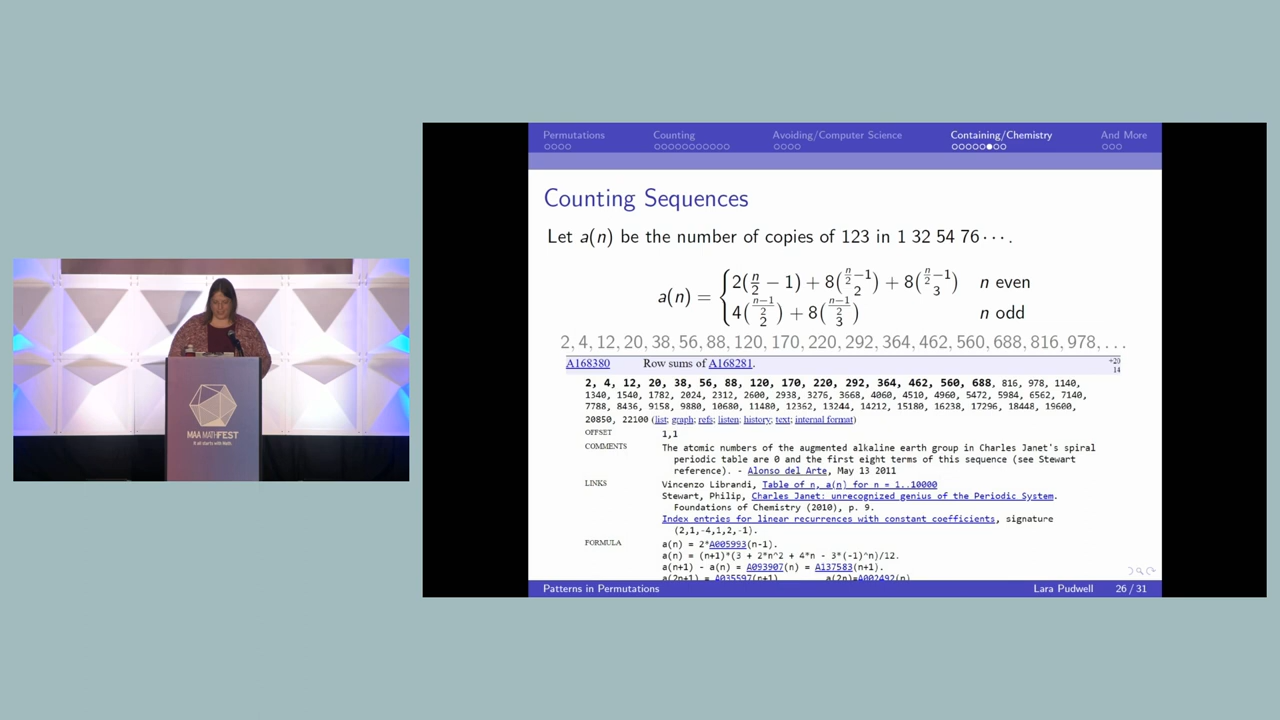 Permutations Counting Avoiding/Computer Science Containing/Chemistry And More
Counting Sequences
Let a(n) be the number of copies of 123 in 1 32 54 76 · · · .
a(n) = { 2(n/2 − 1) + 8(n/2−1 2) + 8(n/2−1 3) n even
4(n−1/2 2) + 8(n−1/2 3) n odd
2, 4, 12, 20, 38, 56, 88, 120, 170, 220, 292, 364, 462, 560, 688, 816, 978, . . .
A168380 Row sums of A168281. +20
14
2, 4, 12, 20, 38, 56, 88, 120, 170, 220, 292, 364, 462, 560, 688, 816, 978, 1140,
1340, 1540, 1782, 2024, 2312, 2600, 2938, 3276, 3668, 4060, 4510, 4960, 5472, 5984, 6562, 7140,
7788, 8436, 9158, 9880, 10680, 11480, 12362, 13244, 14212, 15180, 16238, 17296, 18448, 19600,
20850, 22100 (list; graph; refs; listen; history; text; internal format)
OFFSET 1,1
COMMENTS The atomic numbers of the augmented alkaline earth group in Charles Janet's spiral
periodic table are 0 and the first eight terms of this sequence (see Stewart
reference). - Alonso del Arte, May 13 2011
LINKS Vincenzo Librandi, Table of n, a(n) for n = 1..10000
Stewart, Philip, Charles Janet: unrecognized genius of the Periodic System.
Foundations of Chemistry (2010), p. 9.
Index entries for linear recurrences with constant coefficients, signature
(2,1,-4,1,2,-1).
FORMULA a(n) = 2*A005993(n-1).
a(n) = (n+1)*(3 + 2*n^2 + 4*n - 3*(-1)^n)/12.
a(n+1) - a(n) = A093907(n) = A137583(n+1).
a(2n+1) = A035597(n+1), a(2n)=A002492(n).
Patterns in Permutations Lara Pudwell 26 / 31
MAA MATHFEST